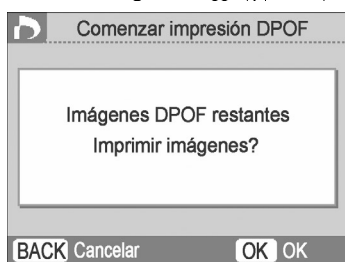 Comenzar impresión DPOF
Imágenes DPOF restantes
Imprimir imágenes?
BACK Cancelar OK OK